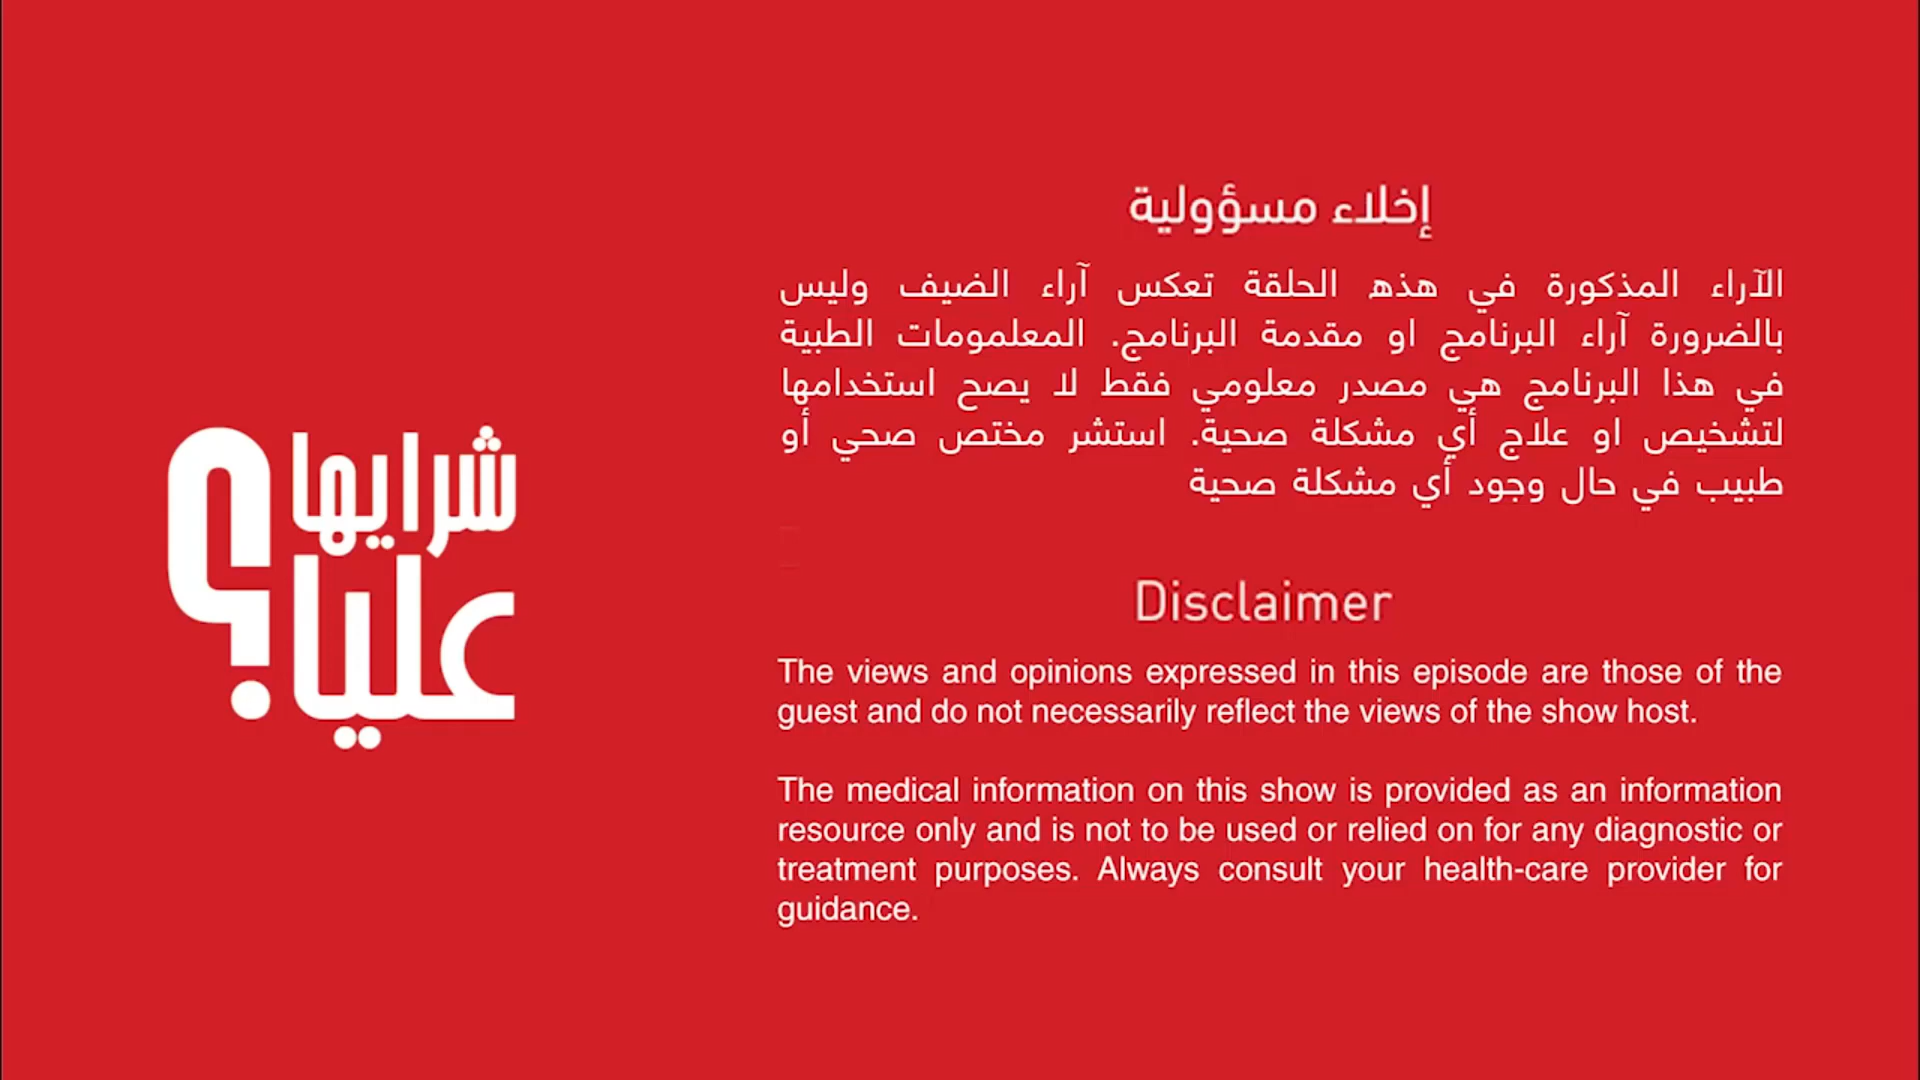 شرايها
عليا؟
إخلاء مسؤولية
الآراء المذكورة في هذه الحلقة تعكس آراء الضيف وليس
بالضرورة آراء البرنامج او مقدمة البرنامج. المعلمومات الطبية
في هذا البرنامج هي مصدر معلومي فقط لا يصح استخدامها
لتشخيص او علاج أي مشكلة صحية. استشر مختص صحي أو
طبيب في حال وجود أي مشكلة صحية
Disclaimer
The views and opinions expressed in this episode are those of the
guest and do not necessarily reflect the views of the show host.
The medical information on this show is provided as an information
resource only and is not to be used or relied on for any diagnostic or
treatment purposes. Always consult your health-care provider for
guidance.